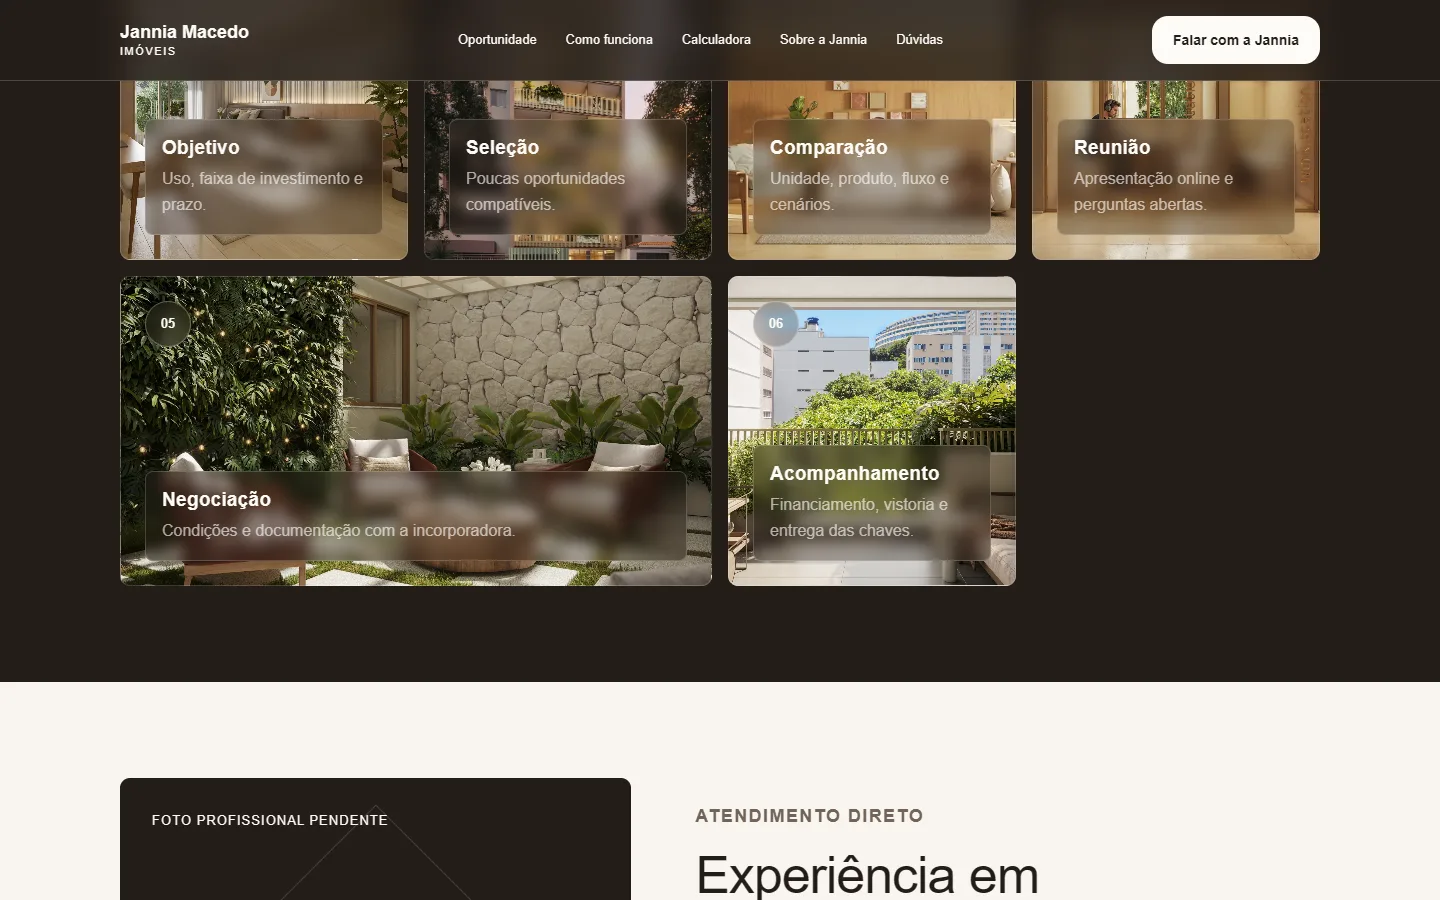 Jannia Macedo
IMÓVEIS
Oportunidade
Como funciona
Calculadora
Sobre a Jannia
Dúvidas
Falar com a Jannia
Objetivo
Uso, faixa de investimento e
prazo.
Seleção
Poucas oportunidades
compatíveis.
Comparação
Unidade, produto, fluxo e
cenários.
Reunião
Apresentação online e
perguntas abertas.
05
Negociação
Condições e documentação com a incorporadora.
06
Acompanhamento
Financiamento, vistoria e
entrega das chaves.
FOTO PROFISSIONAL PENDENTE
ATENDIMENTO DIRETO
Experiência em